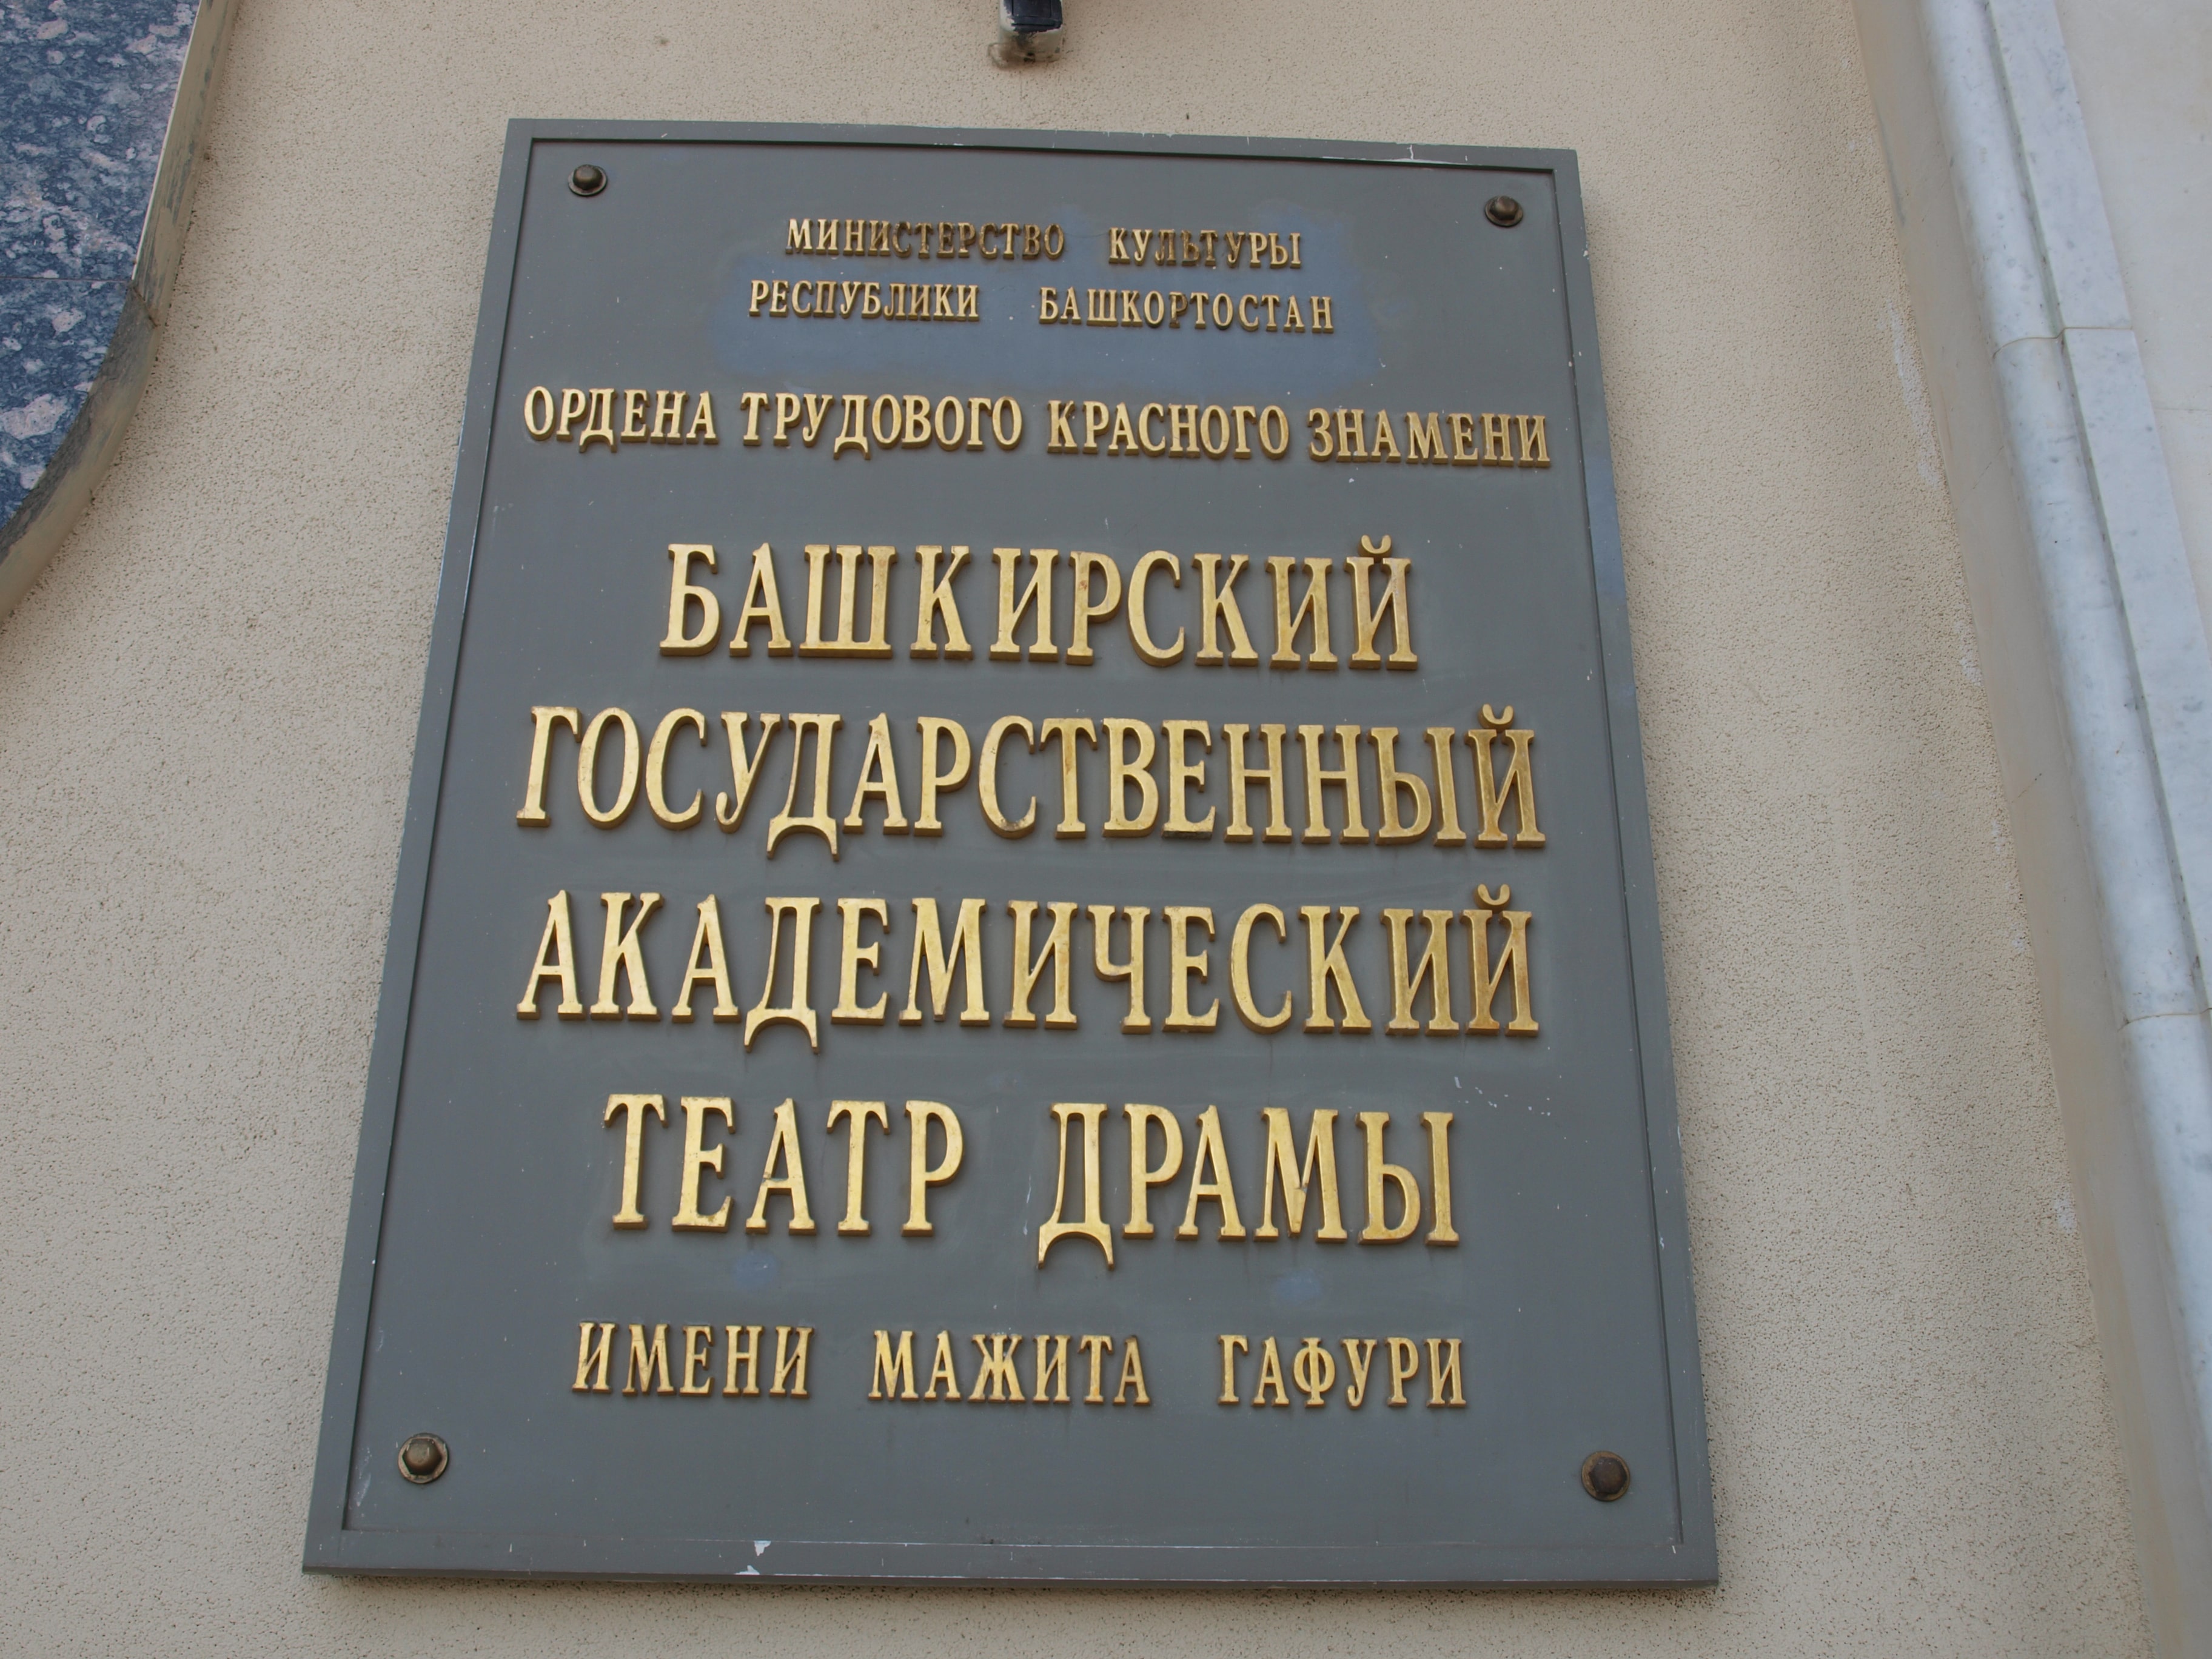 МИНИСТЕРСТВО КУЛЬТУРЫ
РЕСПУБЛИКИ БАШКОРТОСТАН
ОРДЕНА ТРУДОВОГО КРАСНОГО ЗНАМЕНИ
БАШКИРСКИЙ
ГОСУДАРСТВЕННЫЙ
АКАДЕМИЧЕСКИЙ
ТЕАТР ДРАМЫ
ИМЕНИ МАЖИТА ГАФУРИ